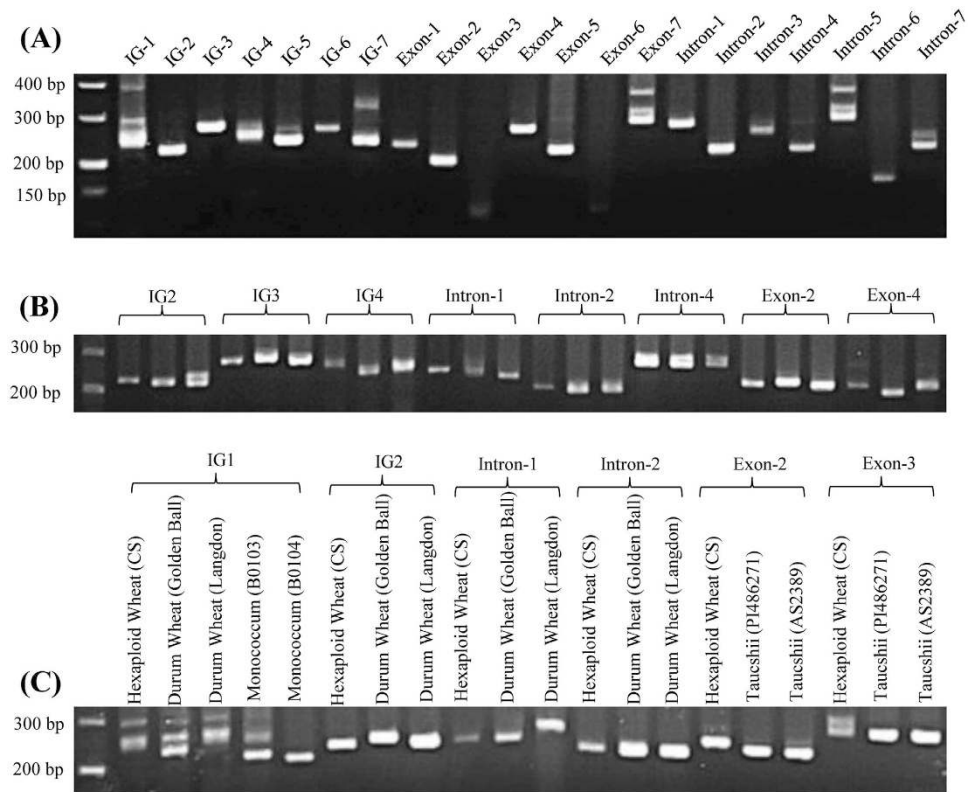 (A)
IG-1 IG-2 IG-3 IG-4 IG-5 IG-6 IG-7 Exon-1 Exon-2 Exon-3 Exon-4 Exon-5 Exon-6 Exon-7 Intron-1 Intron-2 Intron-3 Intron-4 Intron-5 Intron-6 Intron-7
400 bp
300 bp
200 bp
150 bp
(B)
IG2 IG3 IG4 Intron-1 Intron-2 Intron-4 Exon-2 Exon-4
300 bp
200 bp
IG1 IG2 Intron-1 Intron-2 Exon-2 Exon-3
Hexaploid Wheat (CS)
Durum Wheat (Golden Ball)
Durum Wheat (Langdon)
Monococcum (B0103)
Monococcum (B0104)
Hexaploid Wheat (CS)
Durum Wheat (Golden Ball)
Durum Wheat (Langdon)
Hexaploid Wheat (CS)
Durum Wheat (Golden Ball)
Durum Wheat (Langdon)
Hexaploid Wheat (CS)
Durum Wheat (Golden Ball)
Durum Wheat (Langdon)
Hexaploid Wheat (CS)
Taucshii (PI486271)
Taucshii (AS2389)
Hexaploid Wheat (CS)
Taucshii (PI486271)
Taucshii (AS2389)
(C)
300 bp
200 bp